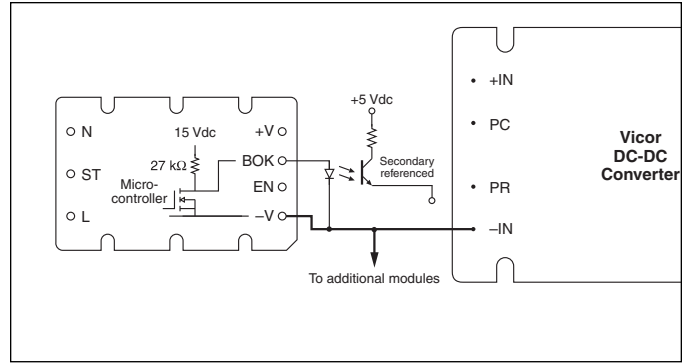 N
ST
L
15 Vdc
27 kΩ
Micro-
controller
+V
BOK
EN
–V
+5 Vdc
Secondary
referenced
To additional modules
+IN
PC
PR
–IN
Vicor
DC-DC
Converter